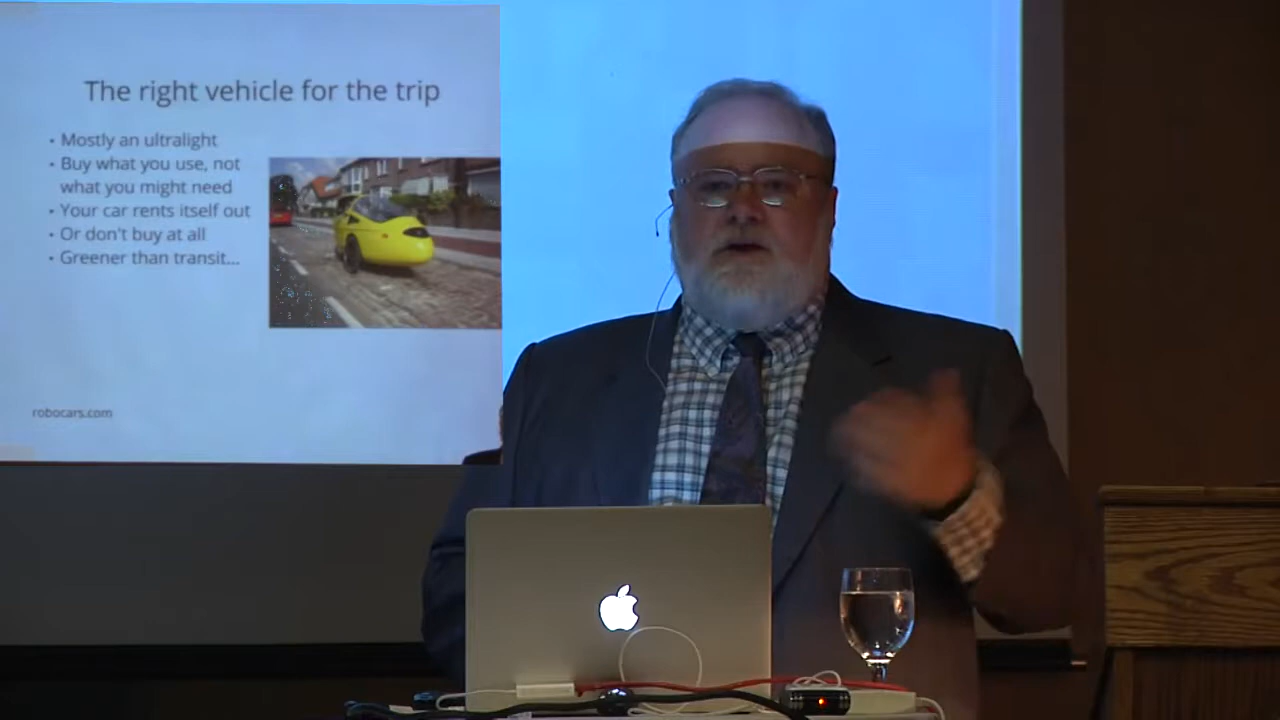 The right vehicle for the trip
• Mostly an ultralight
• Buy what you use, not
what you might need
• Your car rents itself out
• Or don't buy at all
• Greener than transit...
robocars.com